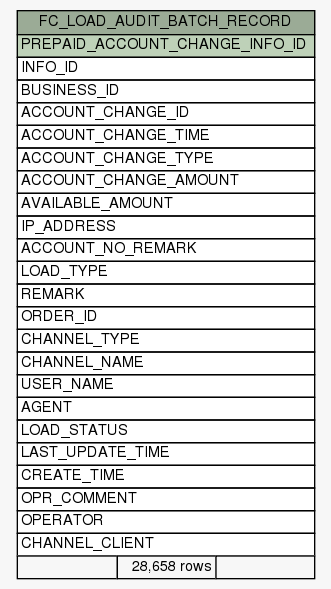 FC_LOAD_AUDIT_BATCH_RECORD
PREPAID_ACCOUNT_CHANGE_INFO_ID
INFO_ID
BUSINESS_ID
ACCOUNT_CHANGE_ID
ACCOUNT_CHANGE_TIME
ACCOUNT_CHANGE_TYPE
ACCOUNT_CHANGE_AMOUNT
AVAILABLE_AMOUNT
IP_ADDRESS
ACCOUNT_NO_REMARK
LOAD_TYPE
REMARK
ORDER_ID
CHANNEL_TYPE
CHANNEL_NAME
USER_NAME
AGENT
LOAD_STATUS
LAST_UPDATE_TIME
CREATE_TIME
OPR_COMMENT
OPERATOR
CHANNEL_CLIENT
28,658 rows